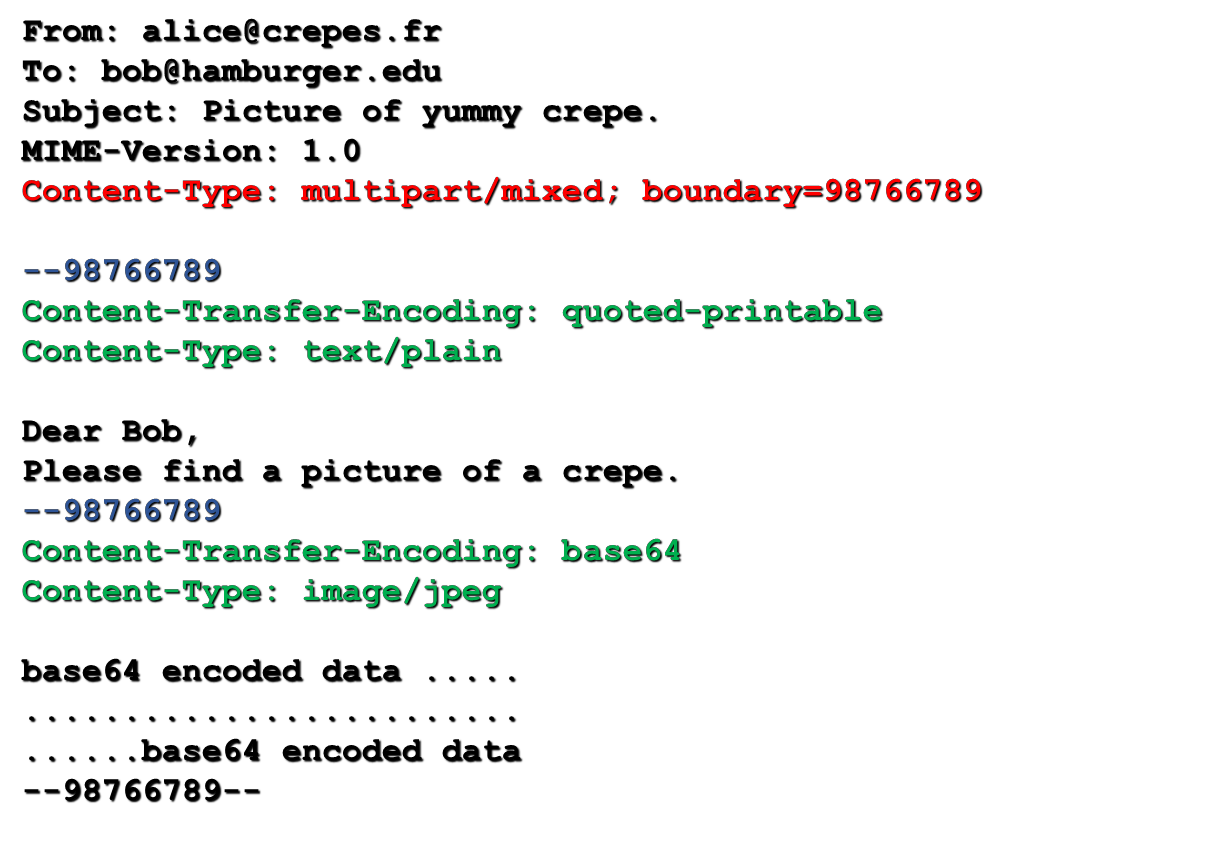 From: alice@crepes.fr
To: bob@hamburger.edu
Subject: Picture of yummy crepe.
MIME-Version: 1.0
Content-Type: multipart/mixed; boundary=98766789
--98766789
Content-Transfer-Encoding: quoted-printable
Content-Type: text/plain
Dear Bob,
Please find a picture of a crepe.
--98766789
Content-Transfer-Encoding: base64
Content-Type: image/jpeg
base64 encoded data .....
.........................
......base64 encoded data
--98766789--